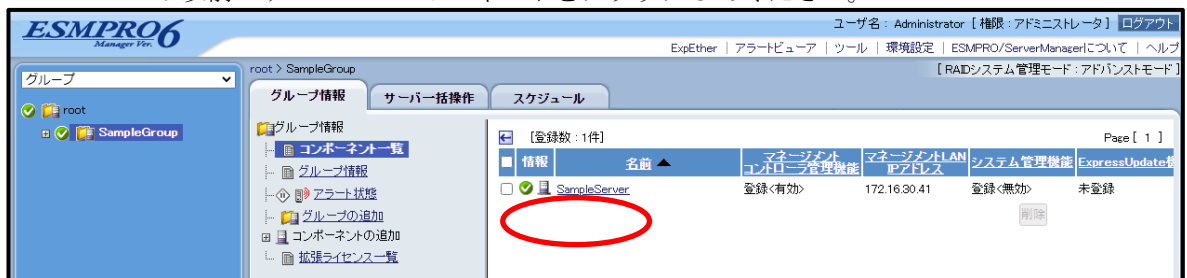 ESMPRO6
Manager Ver.
ユーザ名 : Administrator [ 権限 : アドミニストレータ ] ログアウト
ExpEther | アラートビューア | ツール | 環境設定 | ESMPRO/ServerManagerについて | ヘルプ
グループ
root > SampleGroup
[ RAIDシステム管理モード : アドバンストモード ]
グループ情報 サーバ一括操作 スケジュール
root
SampleGroup
グループ情報
コンポーネント一覧
グループ情報
アラート状態
グループの追加
コンポーネントの追加
拡張ライセンス一覧
[登録数 : 1件] Page [ 1 ]
情報 名前 ▲ マネージメントコントローラ管理機能 マネージメントLAN IPアドレス システム管理機能 ExpressUpdate
SampleServer 登録<有効> 172.16.30.41 登録<無効> 未登録
削除